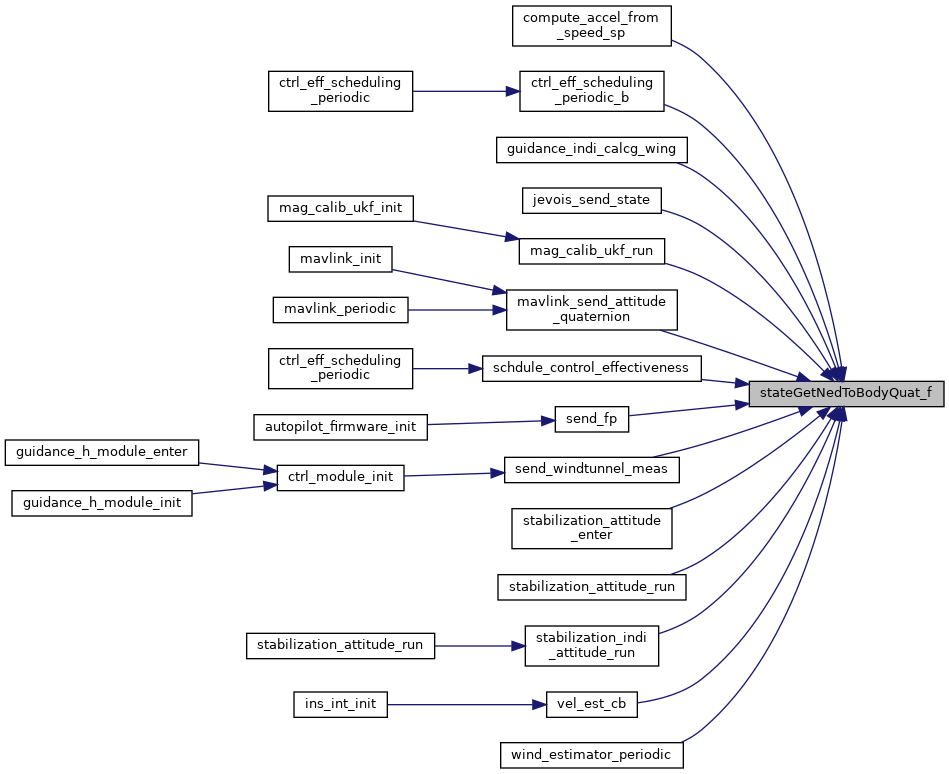 compute_accel_from
_speed_sp
ctrl_eff_scheduling
_periodic
ctrl_eff_scheduling
_periodic_b
guidance_indi_calcg_wing
jevois_send_state
mag_calib_ukf_init
mag_calib_ukf_run
mavlink_init
mavlink_periodic
mavlink_send_attitude
_quaternion
ctrl_eff_scheduling
_periodic
schdule_control_effectiveness
stateGetNedToBodyQuat_f
autopilot_firmware_init
send_fp
guidance_h_module_enter
guidance_h_module_init
ctrl_module_init
send_windtunnel_meas
stabilization_attitude
_enter
stabilization_attitude_run
stabilization_attitude_run
stabilization_indi
_attitude_run
ins_int_init
vel_est_cb
wind_estimator_periodic